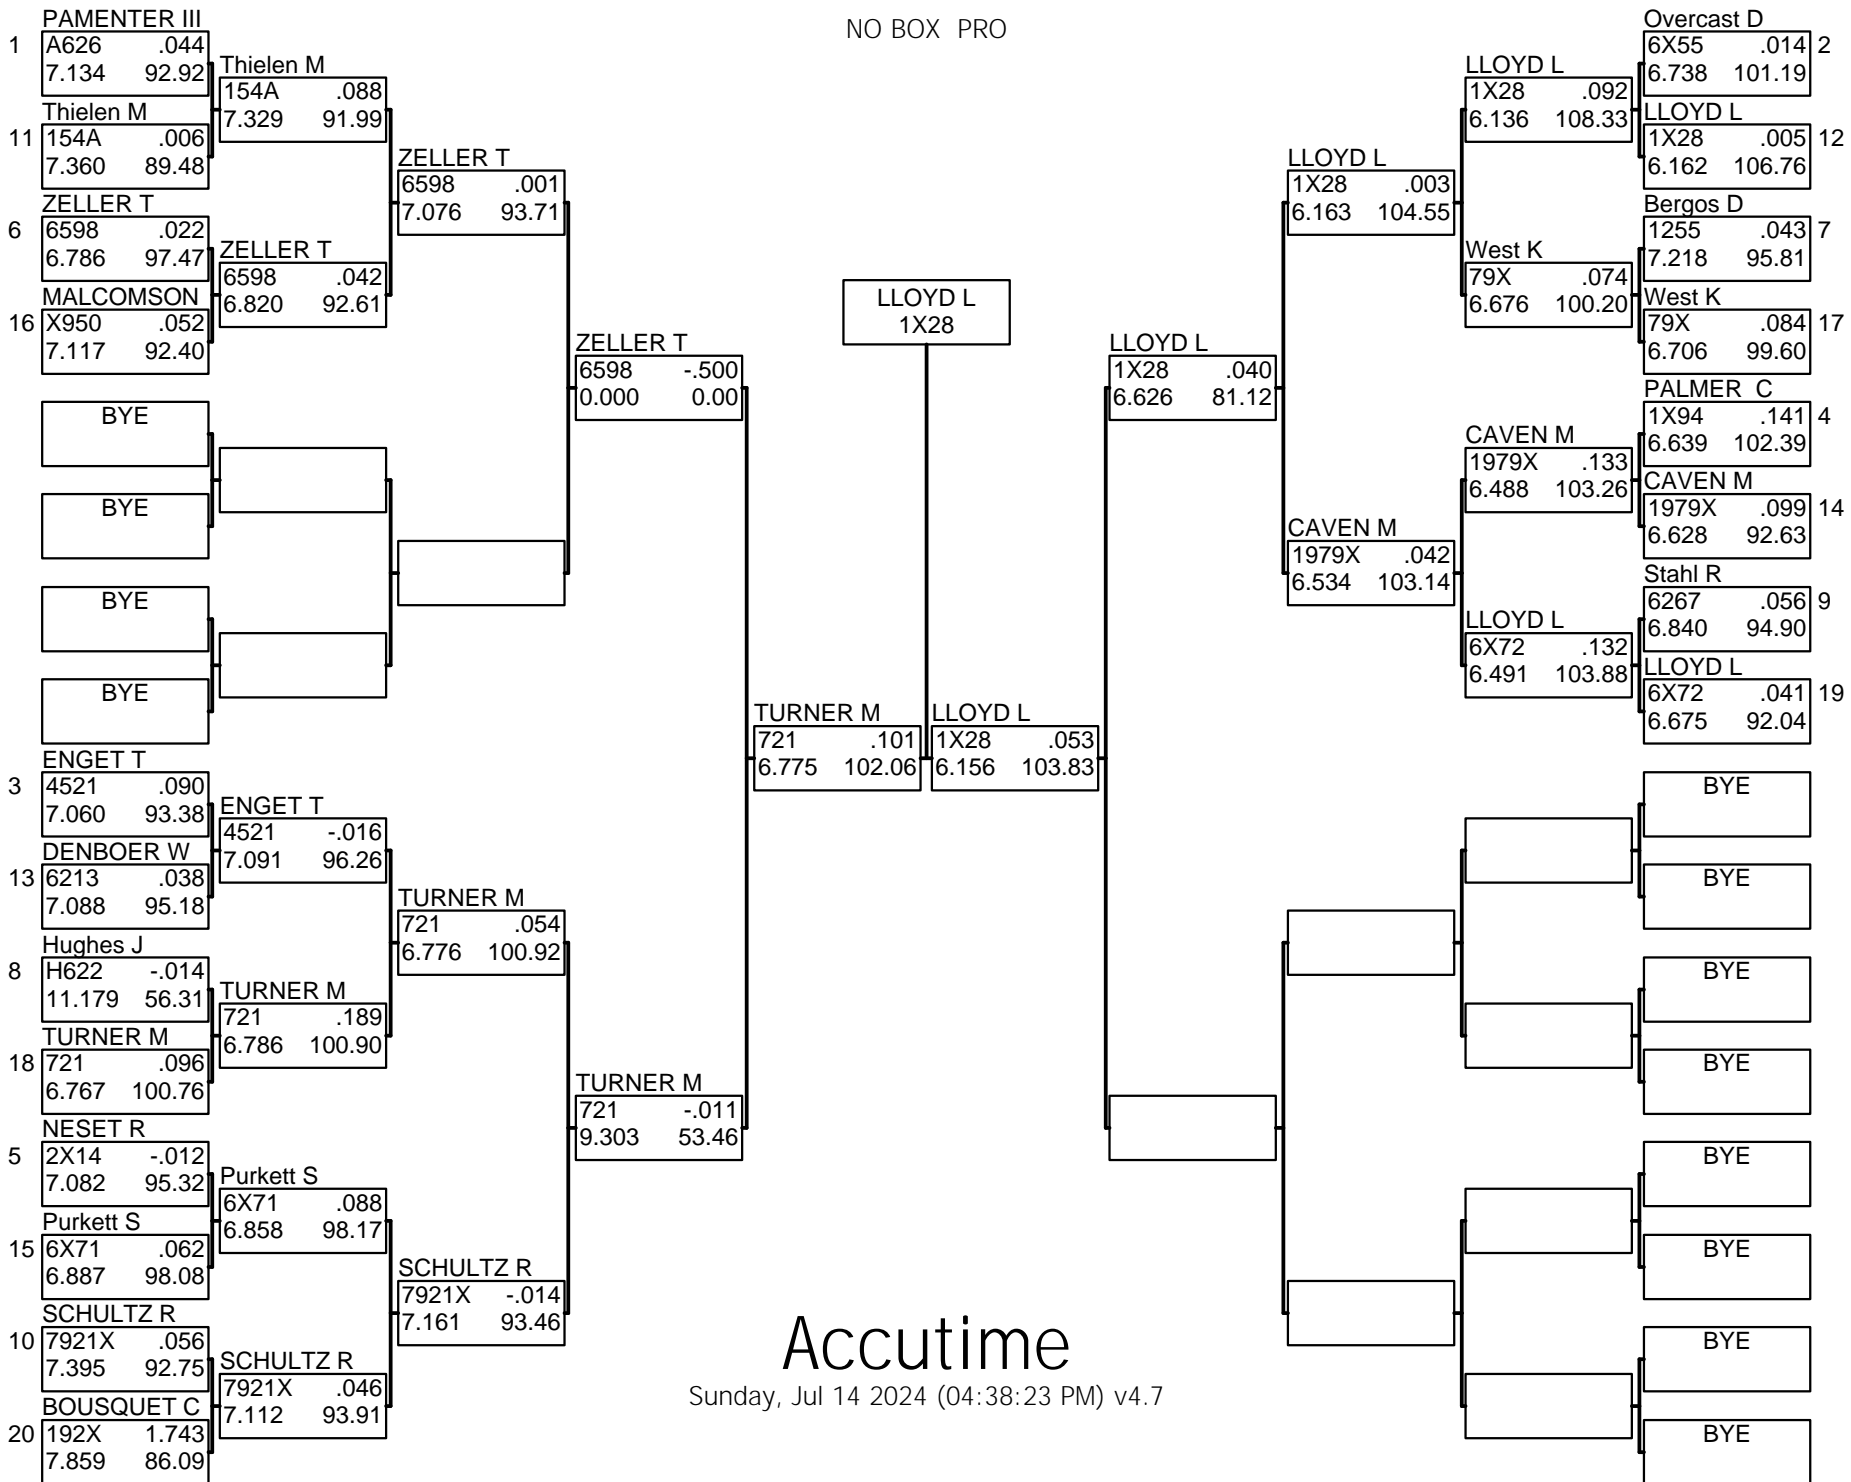 NO BOX PRO
PAMENTER III
1 A626 .044
7.134 92.92
Thielen M
11 154A .006
7.360 89.48
ZELLER T
6 6598 .022
6.786 97.47
MALCOMSON
16 X950 .052
7.117 92.40
BYE
BYE
BYE
BYE
ENGET T
3 4521 .090
7.060 93.38
DENBOER W
13 6213 .038
7.088 95.18
Hughes J
8 H622 -.014
11.179 56.31
TURNER M
18 721 .096
6.767 100.76
NESET R
5 2X14 -.012
7.082 95.32
Purkett S
15 6X71 .062
6.887 98.08
SCHULTZ R
10 7921X .056
7.395 92.75
BOUSQUET C
20 192X 1.743
7.859 86.09
Thielen M
154A .088
7.329 91.99
ZELLER T
6598 .042
6.820 92.61
ENGET T
4521 -.016
7.091 96.26
TURNER M
721 .189
6.786 100.90
Purkett S
6X71 .088
6.858 98.17
SCHULTZ R
7921X .046
7.112 93.91
ZELLER T
6598 .001
7.076 93.71
TURNER M
721 .054
6.776 100.92
SCHULTZ R
7921X -.014
7.161 93.46
ZELLER T
6598 -.500
0.000 0.00
TURNER M
721 -.011
9.303 53.46
TURNER M
721 .101
6.775 102.06
LLOYD L
1X28
LLOYD L
1X28 .053
6.156 103.83
LLOYD L
1X28 .040
6.626 81.12
LLOYD L
1X28 .003
6.163 104.55
CAVEN M
1979X .042
6.534 103.14
LLOYD L
1X28 .092
6.136 108.33
West K
79X .074
6.676 100.20
CAVEN M
1979X .133
6.488 103.26
LLOYD L
6X72 .132
6.491 103.88
Overcast D
6X55 .014 2
6.738 101.19
LLOYD L
1X28 .005 12
6.162 106.76
Bergos D
1255 .043 7
7.218 95.81
West K
79X .084 17
6.706 99.60
PALMER C
1X94 .141 4
6.639 102.39
CAVEN M
1979X .099 14
6.628 92.63
Stahl R
6267 .056 9
6.840 94.90
LLOYD L
6X72 .041 19
6.675 92.04
BYE
BYE
BYE
BYE
BYE
BYE
BYE
BYE
Accutime
Sunday, Jul 14 2024 (04:38:23 PM) v4.7